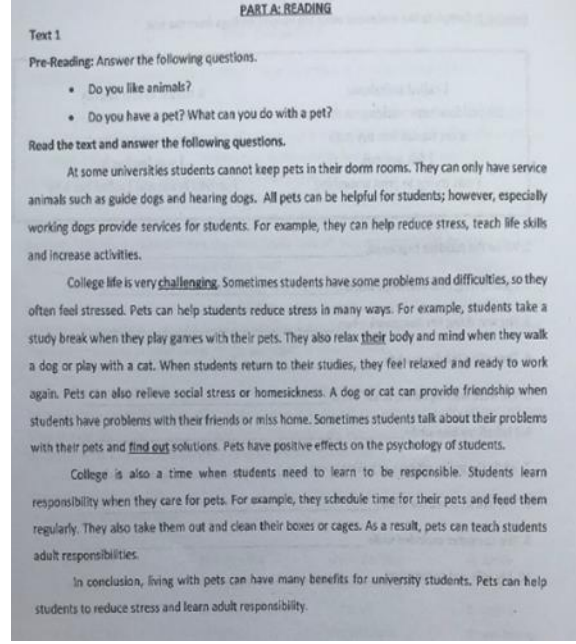 PART A: READING
Text 1
Pre-Reading: Answer the following questions.
• Do you like animals?
• Do you have a pet? What can you do with a pet?
Read the text and answer the following questions.
At some universities students cannot keep pets in their dorm rooms. They can only have service
animals such as guide dogs and hearing dogs. All pets can be helpful for students; however, especially
working dogs provide services for students. For example, they can help reduce stress, teach life skills
and increase activities.
College life is very challenging. Sometimes students have some problems and difficulties, so they
often feel stressed. Pets can help students reduce stress in many ways. For example, students take a
study break when they play games with their pets. They also relax their body and mind when they walk
a dog or play with a cat. When students return to their studies, they feel relaxed and ready to work
again. Pets can also relieve social stress or homesickness. A dog or cat can provide friendship when
students have problems with their friends or miss home. Sometimes students talk about their problems
with their pets and find out solutions. Pets have positive effects on the psychology of students.
College is also a time when students need to learn to be responsible. Students learn
responsibility when they care for pets. For example, they schedule time for their pets and feed them
regularly. They also take them out and clean their boxes or cages. As a result, pets can teach students
adult responsibilities.
In conclusion, living with pets can have many benefits for university students. Pets can help
students to reduce stress and learn adult responsibility.